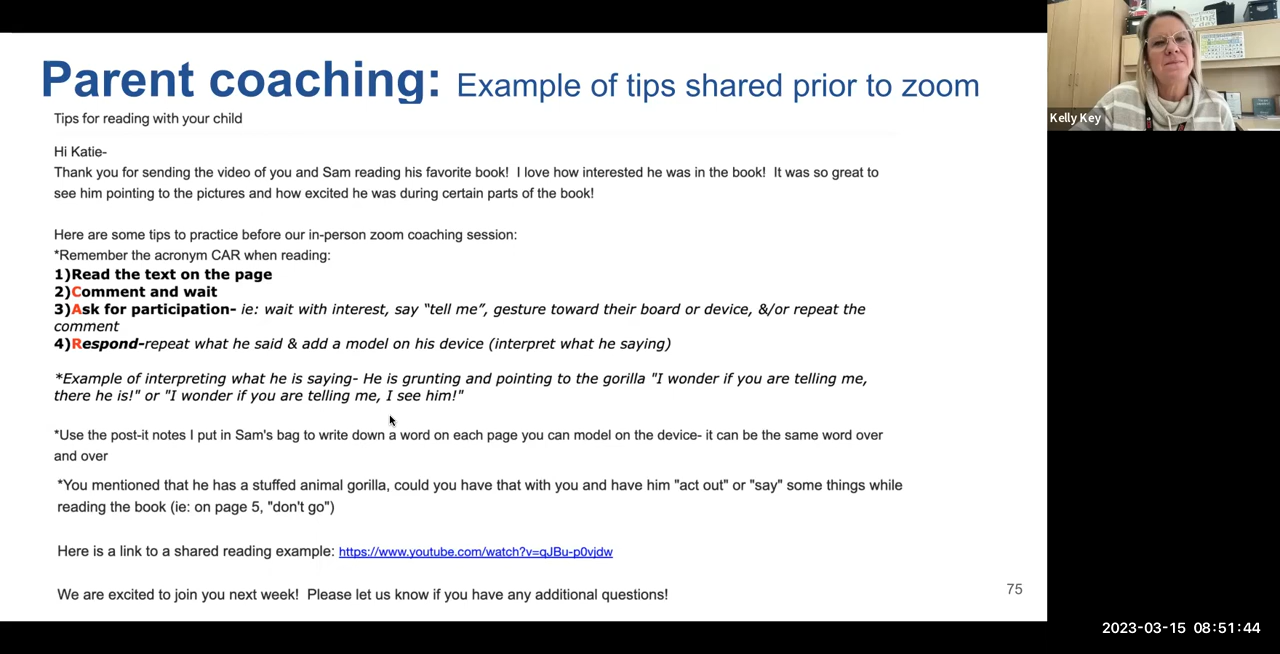 Parent coaching: Example of tips shared prior to zoom
Tips for reading with your child
Hi Katie-
Thank you for sending the video of you and Sam reading his favorite book!  I love how interested he was in the book!  It was so great to
see him pointing to the pictures and how excited he was during certain parts of the book!
Here are some tips to practice before our in-person zoom coaching session:
*Remember the acronym CAR when reading:
1)Read the text on the page
2)Comment and wait
3)Ask for participation- ie: wait with interest, say “tell me”, gesture toward their board or device, &/or repeat the
comment
4)Respond-repeat what he said & add a model on his device (interpret what he saying)
*Example of interpreting what he is saying- He is grunting and pointing to the gorilla "I wonder if you are telling me,
there he is!" or "I wonder if you are telling me, I see him!"
*Use the post-it notes I put in Sam's bag to write down a word on each page you can model on the device- it can be the same word over
and over
*You mentioned that he has a stuffed animal gorilla, could you have that with you and have him "act out" or "say" some things while
reading the book (ie: on page 5, "don't go")
Here is a link to a shared reading example: https://www.youtube.com/watch?v=qJBu-p0vjdw
We are excited to join you next week!  Please let us know if you have any additional questions!
75
Kelly Key
2023-03-15 08:51:44